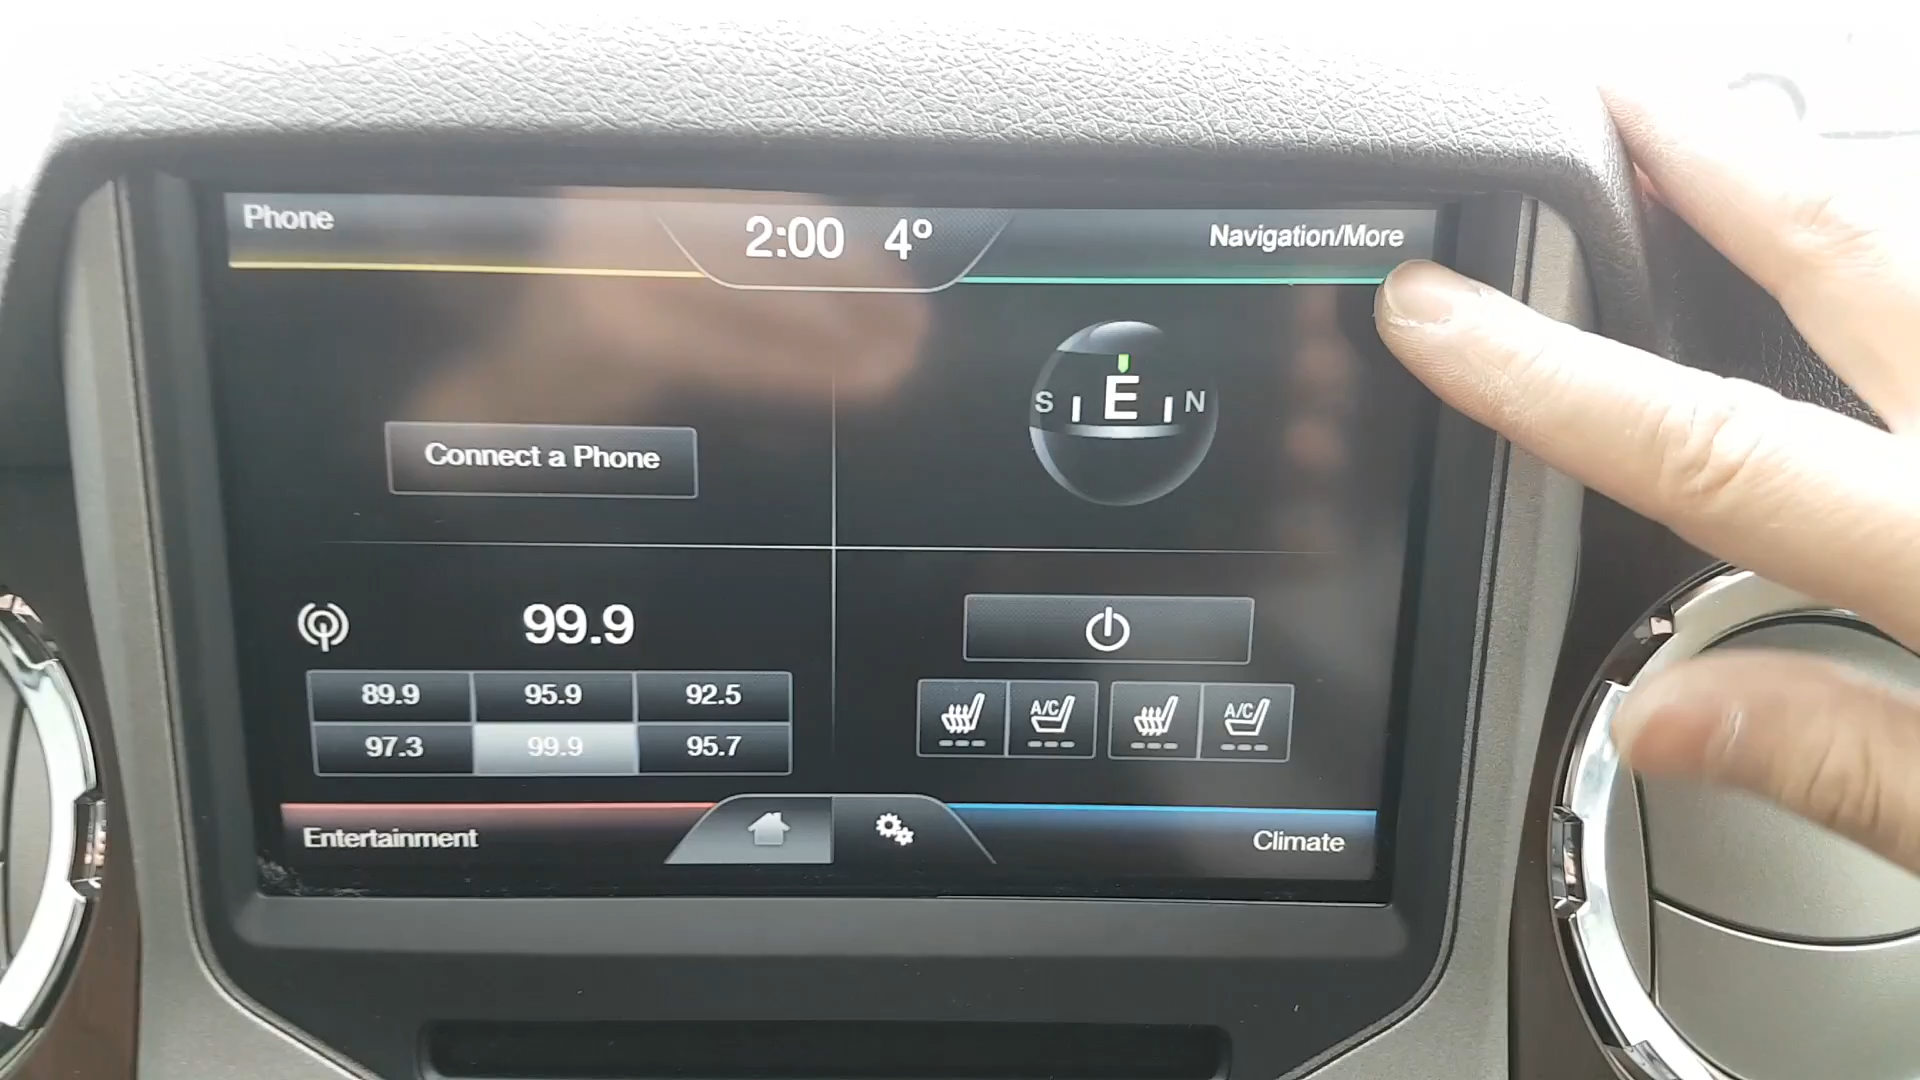 Phone
2:00 4°
Navigation/More
S E N
Connect a Phone
99.9
89.9 95.9 92.5
97.3 99.9 95.7
A/C A/C
Entertainment
Climate